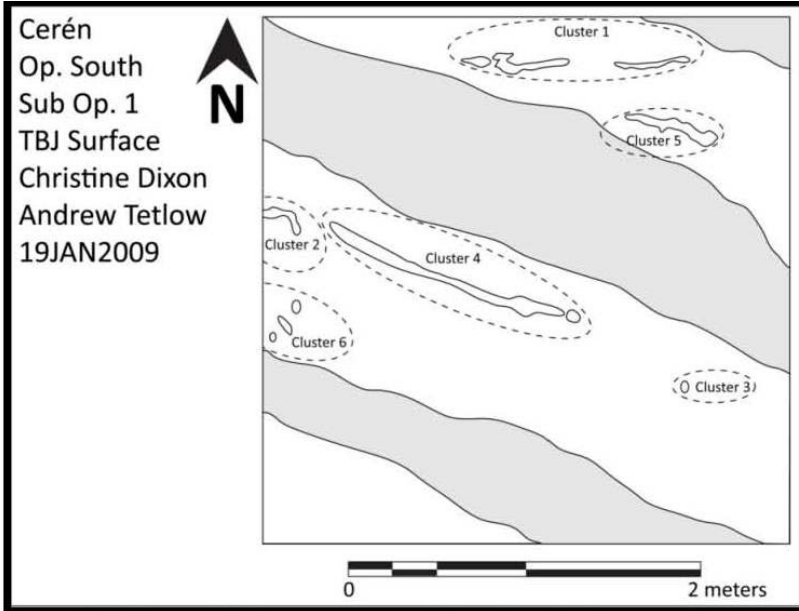 Cerén
Op. South
Sub Op. 1
TBJ Surface
Christine Dixon
Andrew Tetlow
19JAN2009
N
Cluster 1
Cluster 5
Cluster 2
Cluster 4
Cluster 6
Cluster 3
0
2 meters